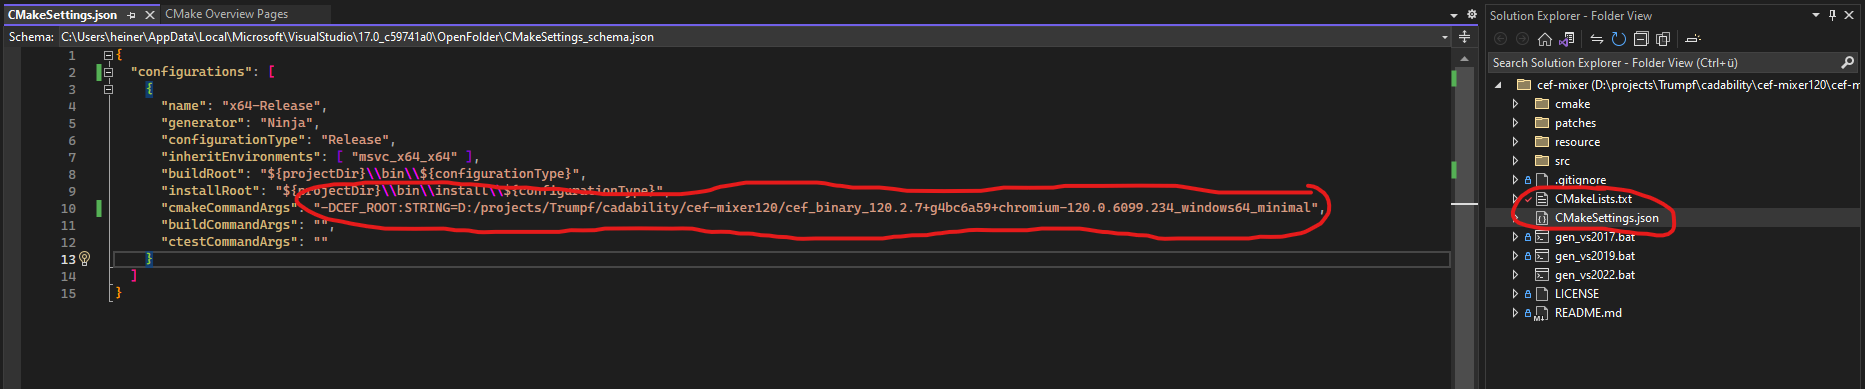 CMakeSettings.json
CMake Overview Pages
Schema: C:\Users\heiner\AppData\Local\Microsoft\VisualStudio\17.0_c59741a0\OpenFolder\CMakeSettings_schema.json
1 {
2 "configurations": [
3 {
4 "name": "x64-Release",
5 "generator": "Ninja",
6 "configurationType": "Release",
7 "inheritEnvironments": [ "msvc_x64_x64" ],
8 "buildRoot": "${projectDir}\\bin\\${configurationType}",
9 "installRoot": "${projectDir}\\bin\\install\\${configurationType}",
10 "cmakeCommandArgs": "-DCEF_ROOT:STRING=D:/projects/Trumpf/cadability/cef-mixer120/cef_binary_120.2.7+g4bc6a59+chromium-120.0.6099.234_windows64_minimal",
11 "buildCommandArgs": "",
12 "ctestCommandArgs": ""
13 }
14 ]
15 }
Solution Explorer - Folder View
Search Solution Explorer - Folder View (Ctrl+ü)
cef-mixer (D:\projects\Trumpf\cadability\cef-mixer120\cef-m
cmake
patches
resource
src
.gitignore
CMakeLists.txt
CMakeSettings.json
gen_vs2017.bat
gen_vs2019.bat
gen_vs2022.bat
LICENSE
README.md